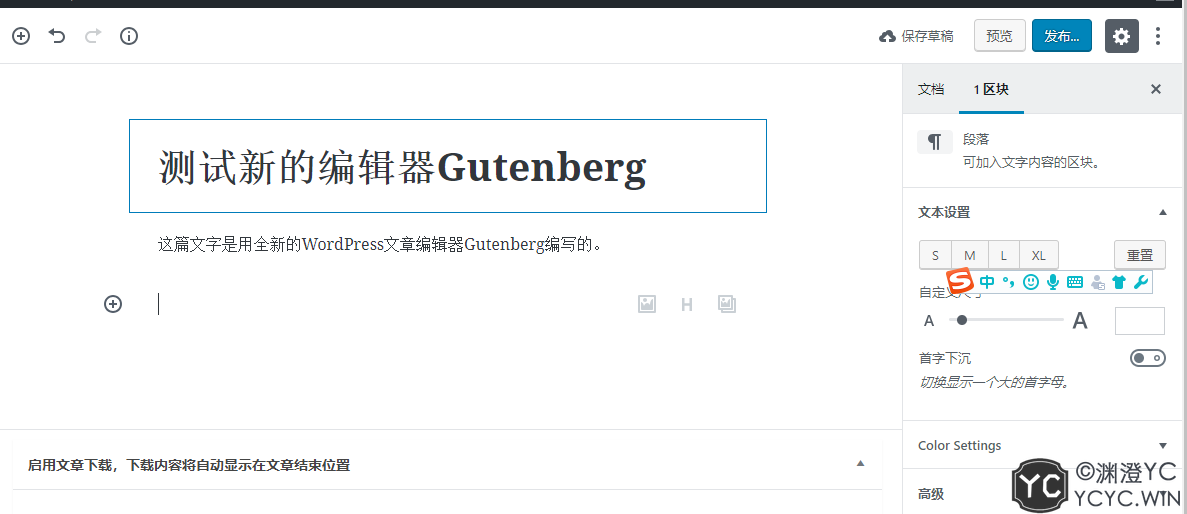 保存草稿 预览 发布...
文档 1 区块
段落
可加入文字内容的区块。
测试新的编辑器Gutenberg
文本设置
这篇文字是用全新的WordPress文章编辑器Gutenberg编写的。
S M L XL 重置
中
自定义尺寸
H
A A
首字下沉
切换显示一个大的首字母。
Color Settings
启用文章下载，下载内容将自动显示在文章结束位置
高级
YC ©渊澄YC
YCYC.WIN